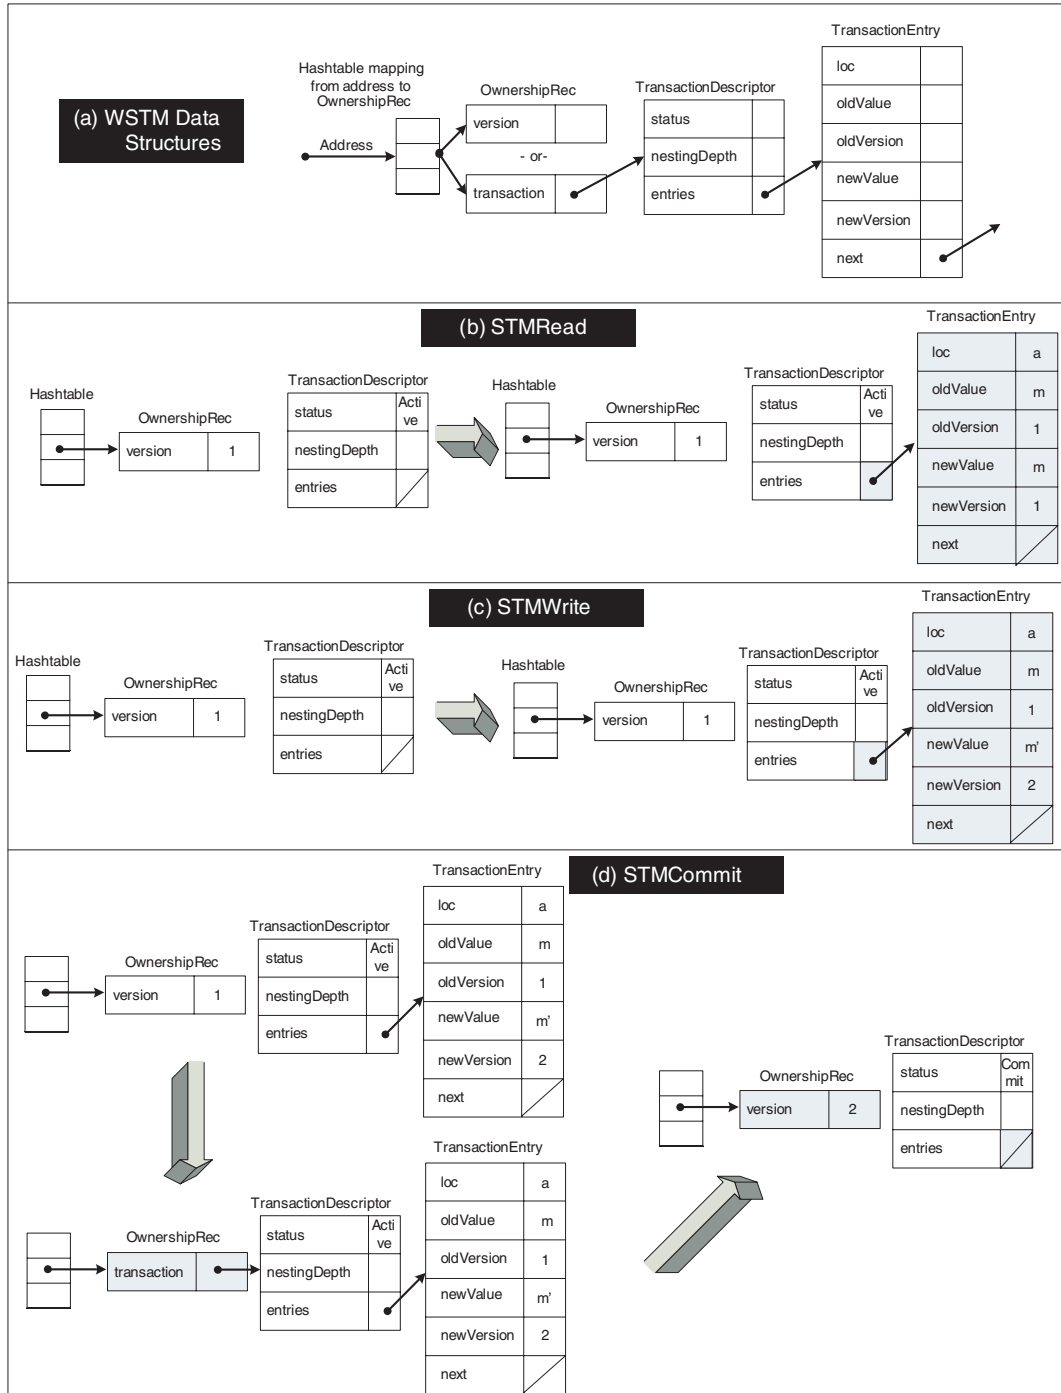 TransactionEntry
Hashtable mapping
from address to
OwnershipRec
OwnershipRec
TransactionDescriptor
(a) WSTM Data
Structures
Address
version
- or-
transaction
status
nestingDepth
entries
loc
oldValue
oldVersion
newValue
newVersion
next
(b) STMRead
TransactionEntry
Hashtable
OwnershipRec
version 1
TransactionDescriptor
status Acti
ve
nestingDepth
entries
Hashtable
OwnershipRec
version 1
TransactionDescriptor
status Acti
ve
nestingDepth
entries
loc a
oldValue m
oldVersion 1
newValue m
newVersion 1
next
(c) STMWrite
TransactionEntry
Hashtable
OwnershipRec
version 1
TransactionDescriptor
status Acti
ve
nestingDepth
entries
Hashtable
OwnershipRec
version 1
TransactionDescriptor
status Acti
ve
nestingDepth
entries
loc a
oldValue m
oldVersion 1
newValue m'
newVersion 2
next
(d) STMCommit
TransactionEntry
OwnershipRec
version 1
TransactionDescriptor
status Acti
ve
nestingDepth
entries
loc a
oldValue m
oldVersion 1
newValue m'
newVersion 2
next
TransactionEntry
OwnershipRec
transaction
TransactionDescriptor
status Acti
ve
nestingDepth
entries
loc a
oldValue m
oldVersion 1
newValue m'
newVersion 2
next
OwnershipRec
version 2
TransactionDescriptor
status Com
mit
nestingDepth
entries